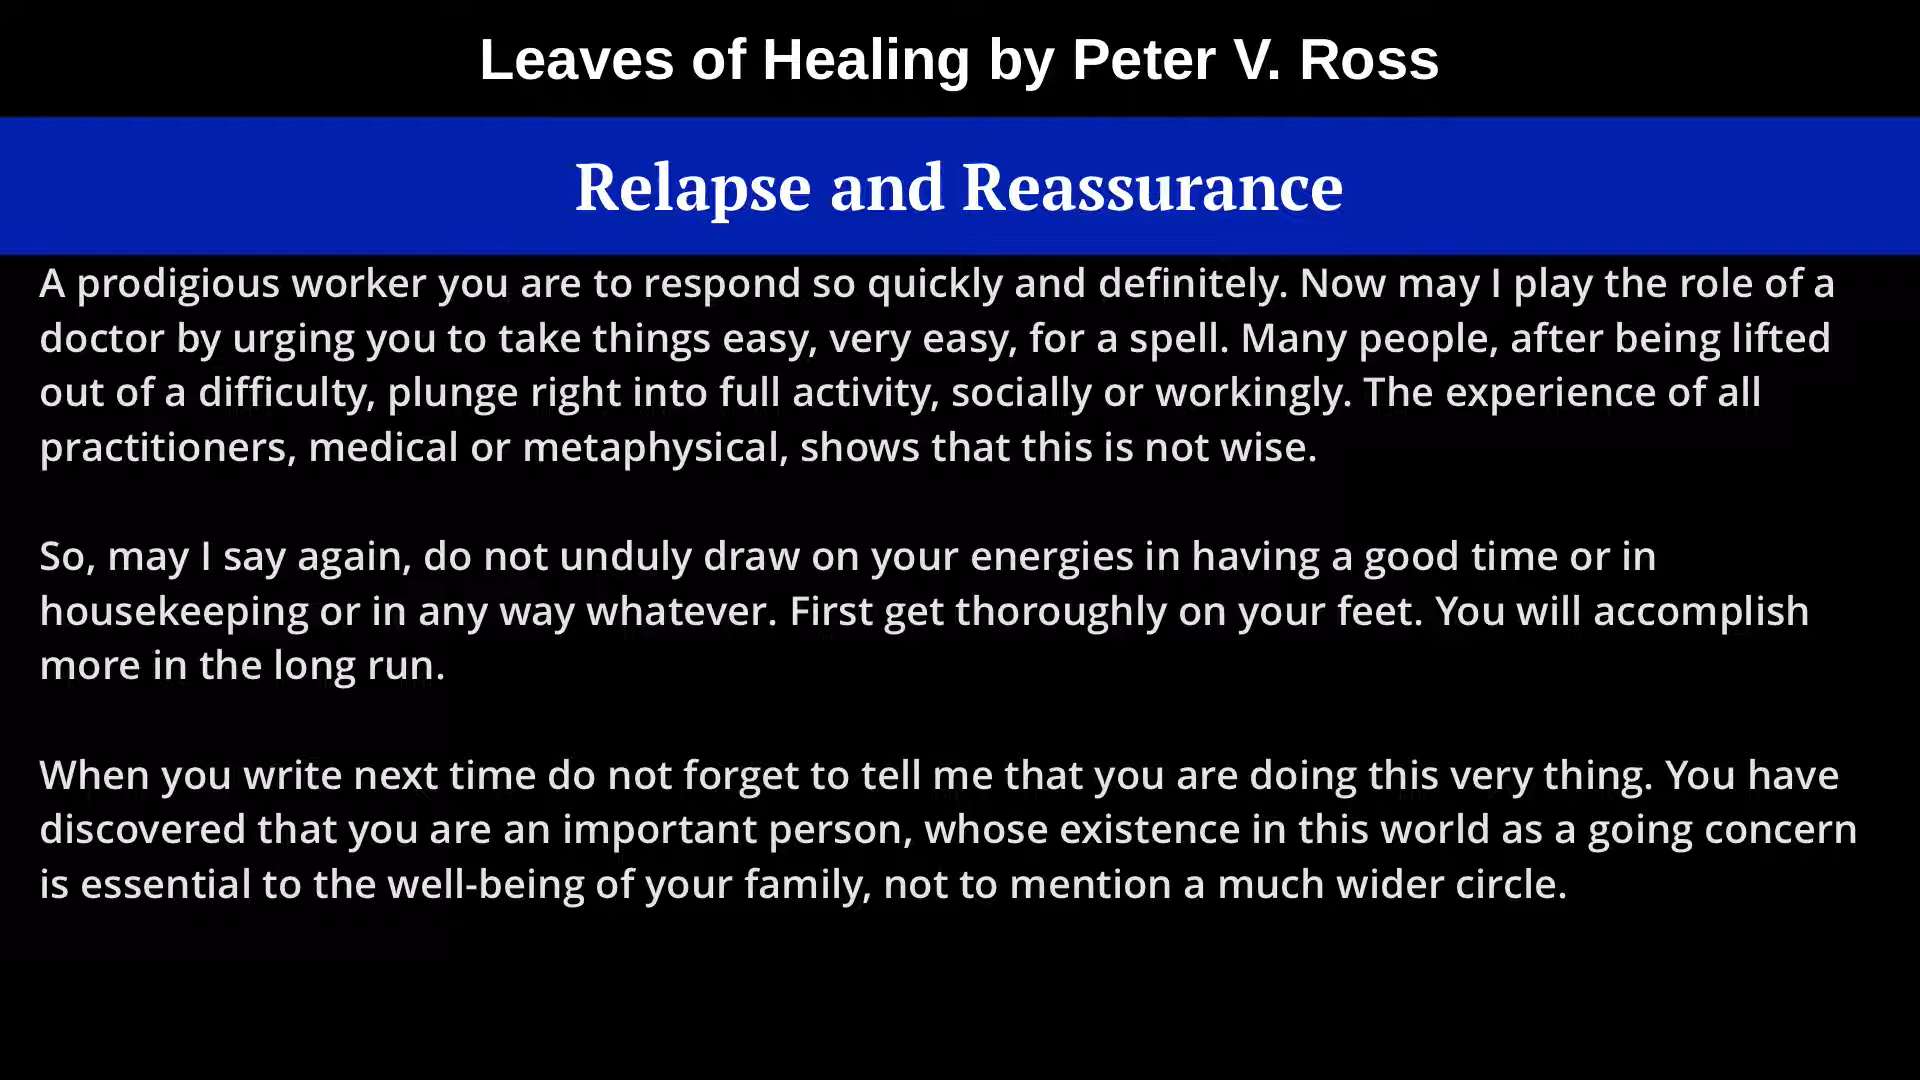 Leaves of Healing by Peter V. Ross
Relapse and Reassurance
A prodigious worker you are to respond so quickly and definitely. Now may I play the role of a
doctor by urging you to take things easy, very easy, for a spell. Many people, after being lifted
out of a difficulty, plunge right into full activity, socially or workingly. The experience of all
practitioners, medical or metaphysical, shows that this is not wise.
So, may I say again, do not unduly draw on your energies in having a good time or in
housekeeping or in any way whatever. First get thoroughly on your feet. You will accomplish
more in the long run.
When you write next time do not forget to tell me that you are doing this very thing. You have
discovered that you are an important person, whose existence in this world as a going concern
is essential to the well-being of your family, not to mention a much wider circle.